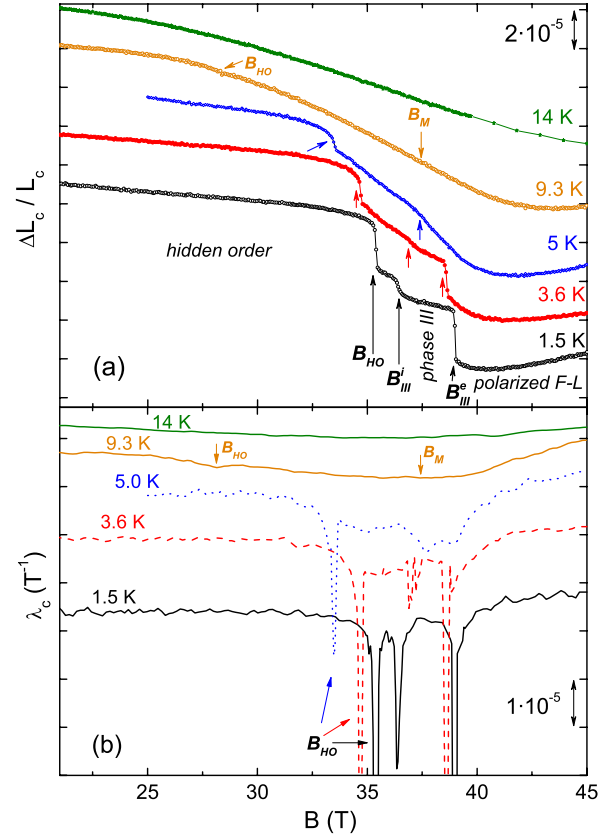 2·10⁻⁵
B_HO
14 K
B_M
ΔL_c / L_c
9.3 K
5 K
hidden order
3.6 K
phase III
1.5 K
(a)
B_HO
B^i_III
B^e_III
polarized F-L
14 K
9.3 K
B_HO
B_M
5.0 K
3.6 K
λ_c (T⁻¹)
1.5 K
1·10⁻⁵
(b)
B_HO
25 30 35 40 45
B (T)